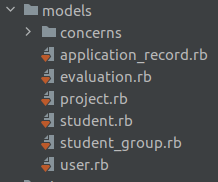 models
concerns
application_record.rb
evaluation.rb
project.rb
student.rb
student_group.rb
user.rb